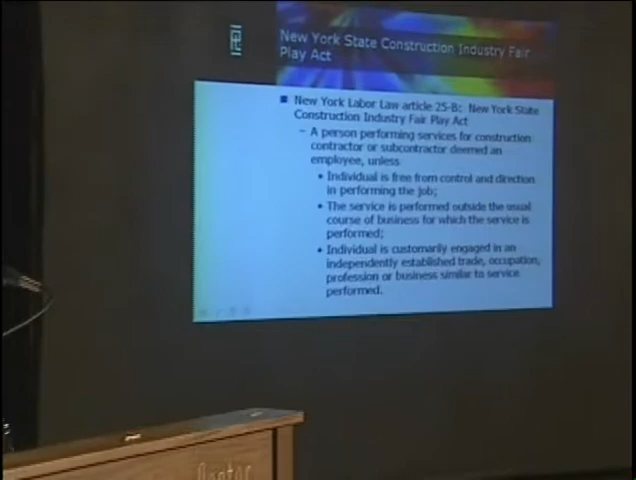 New York State Construction Industry Fair
Play Act
■ New York Labor Law article 25-B: New York State
Construction Industry Fair Play Act
– A person performing services for construction
contractor or subcontractor deemed an
employee, unless
• Individual is free from control and direction
in performing the job;
• The service is performed outside the usual
course of business for which the service is
performed;
• Individual is customarily engaged in an
independently established trade, occupation,
profession or business similar to service
performed.
Center